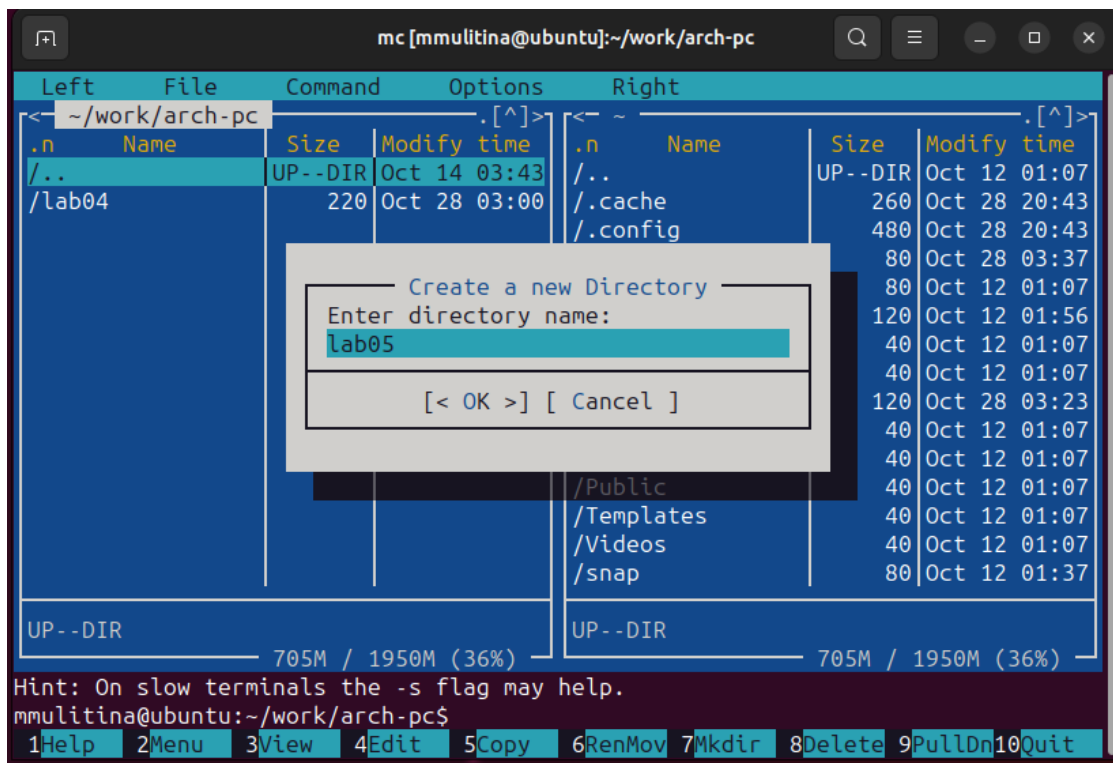 mc [mmulitina@ubuntu]:~/work/arch-pc
Left File Command Options Right
<- ~/work/arch-pc .[^]> <- ~ .[^]>
.n Name Size Modify time .n Name Size Modify time
/.. UP--DIR Oct 14 03:43 /.. UP--DIR Oct 12 01:07
/lab04 220 Oct 28 03:00 /.cache 260 Oct 28 20:43
/.config 480 Oct 28 20:43
80 Oct 28 03:37
Create a new Directory 80 Oct 12 01:07
Enter directory name: 120 Oct 12 01:56
lab05 40 Oct 12 01:07
40 Oct 12 01:07
[< OK >] [ Cancel ] 120 Oct 28 03:23
40 Oct 12 01:07
40 Oct 12 01:07
/Public 40 Oct 12 01:07
/Templates 40 Oct 12 01:07
/Videos 40 Oct 12 01:07
/snap 80 Oct 12 01:37
UP--DIR UP--DIR
705M / 1950M (36%) 705M / 1950M (36%)
Hint: On slow terminals the -s flag may help.
mmulitina@ubuntu:~/work/arch-pc$
1Help 2Menu 3View 4Edit 5Copy 6RenMov 7Mkdir 8Delete 9PullDn 10Quit